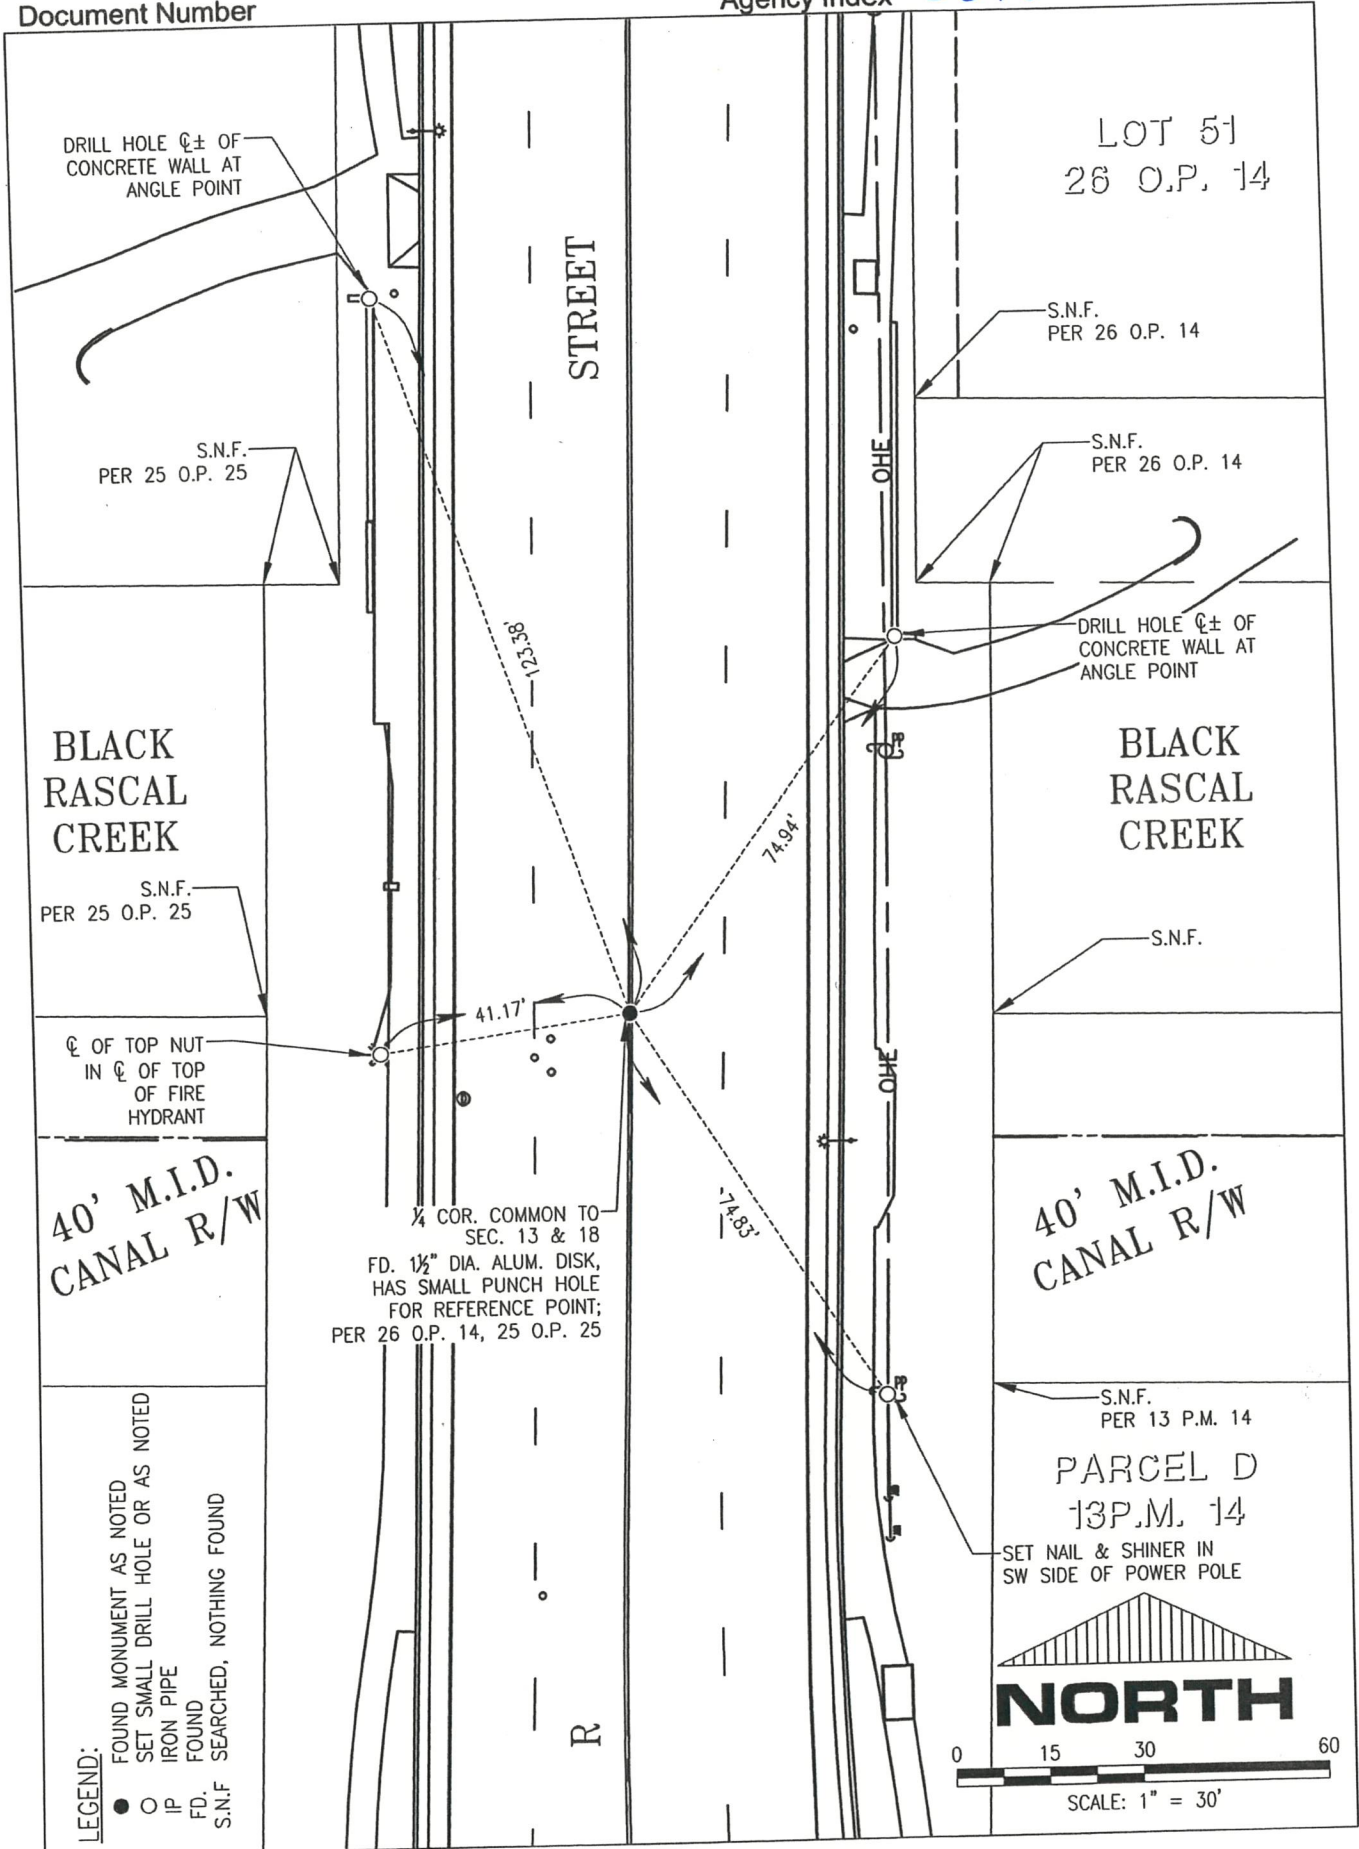 Document Number
Agency Index
DRILL HOLE ℄± OF
CONCRETE WALL AT
ANGLE POINT
LOT 51
26 O.P. 14
STREET
S.N.F.
PER 26 O.P. 14
S.N.F.
PER 25 O.P. 25
OHE
S.N.F.
PER 26 O.P. 14
123.38'
DRILL HOLE ℄± OF
CONCRETE WALL AT
ANGLE POINT
BLACK
RASCAL
CREEK
PP
BLACK
RASCAL
CREEK
74.94'
S.N.F.
PER 25 O.P. 25
S.N.F.
41.17'
℄ OF TOP NUT
IN ℄ OF TOP
OF FIRE
HYDRANT
OHE
40' M.I.D.
CANAL R/W
40' M.I.D.
CANAL R/W
¼ COR. COMMON TO
SEC. 13 & 18
FD. 1½" DIA. ALUM. DISK,
HAS SMALL PUNCH HOLE
FOR REFERENCE POINT;
PER 26 O.P. 14, 25 O.P. 25
74.83'
PP
S.N.F.
PER 13 P.M. 14
PARCEL D
13P.M. 14
SET NAIL & SHINER IN
SW SIDE OF POWER POLE
R
LEGEND:
FOUND MONUMENT AS NOTED
SET SMALL DRILL HOLE OR AS NOTED
IP IRON PIPE
FD. FOUND
S.N.F SEARCHED, NOTHING FOUND
NORTH
0 15 30 60
SCALE: 1" = 30'